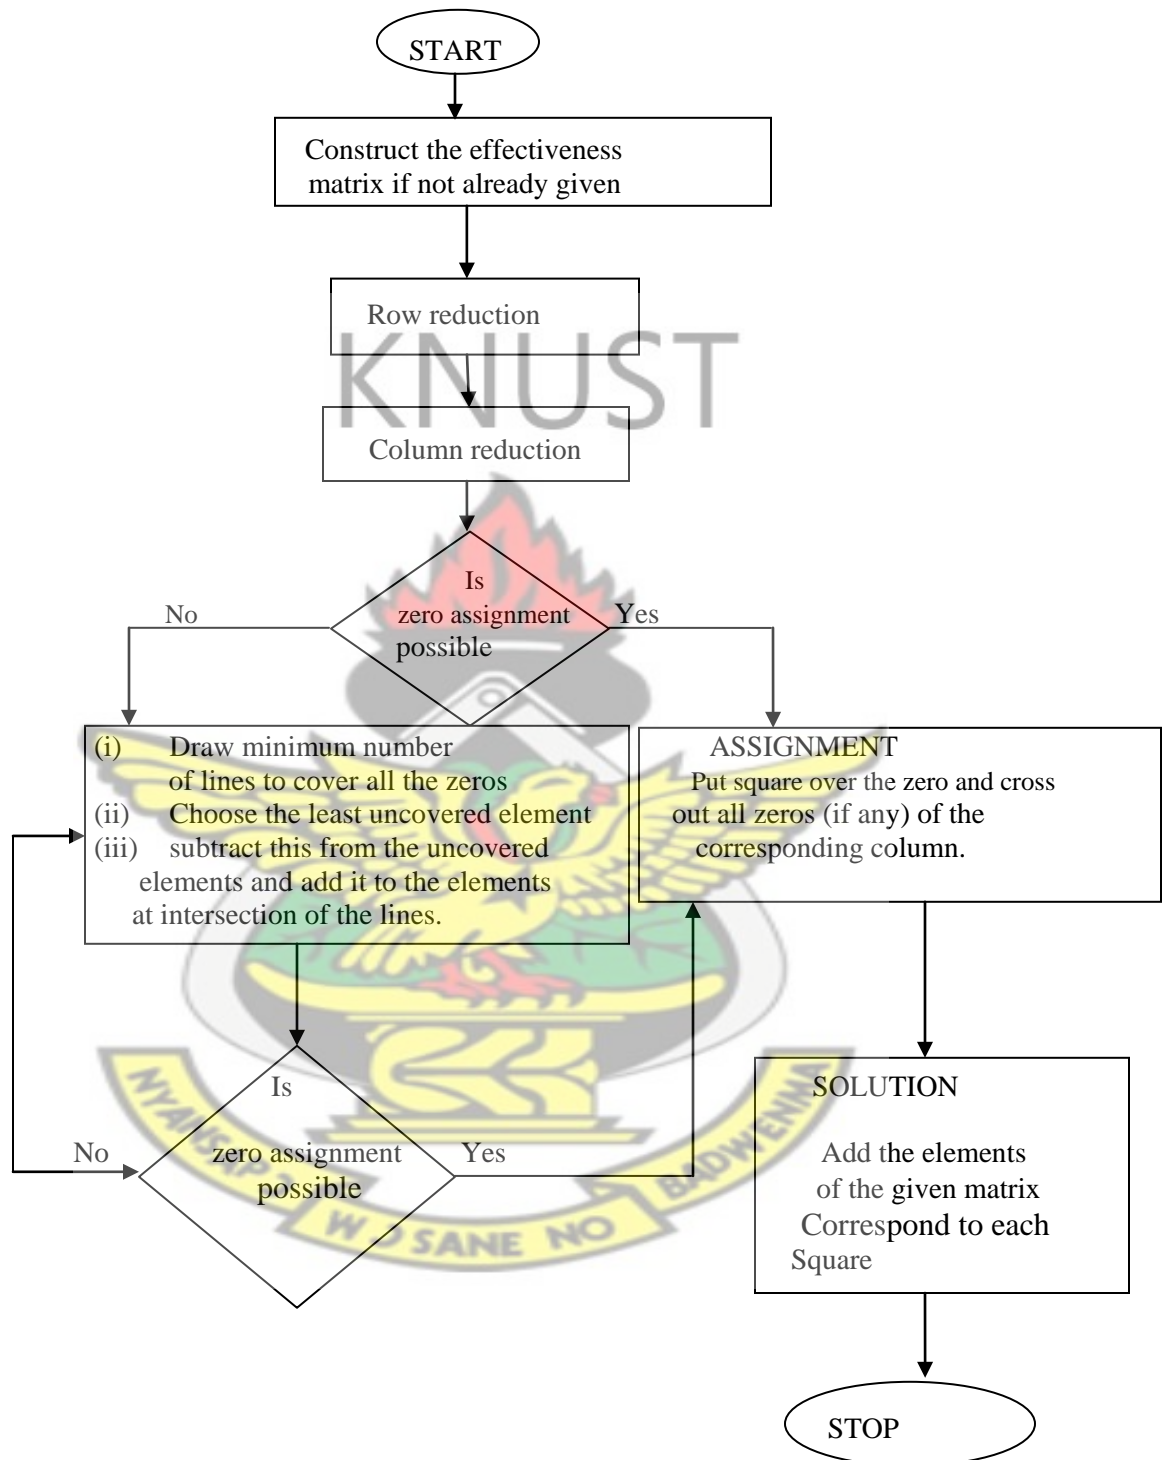 START
Construct the effectiveness
matrix if not already given
Row reduction
KNUST
Column reduction
Is
zero assignment
possible
No
Yes
(i) Draw minimum number
of lines to cover all the zeros
(ii) Choose the least uncovered element
(iii) subtract this from the uncovered
elements and add it to the elements
at intersection of the lines.
ASSIGNMENT
Put square over the zero and cross
out all zeros (if any) of the
corresponding column.
Is
zero assignment
possible
No
Yes
SOLUTION
Add the elements
of the given matrix
Correspond to each
Square
NYANSAPƆ
W Ɔ SANE NO
BADWENMA
STOP